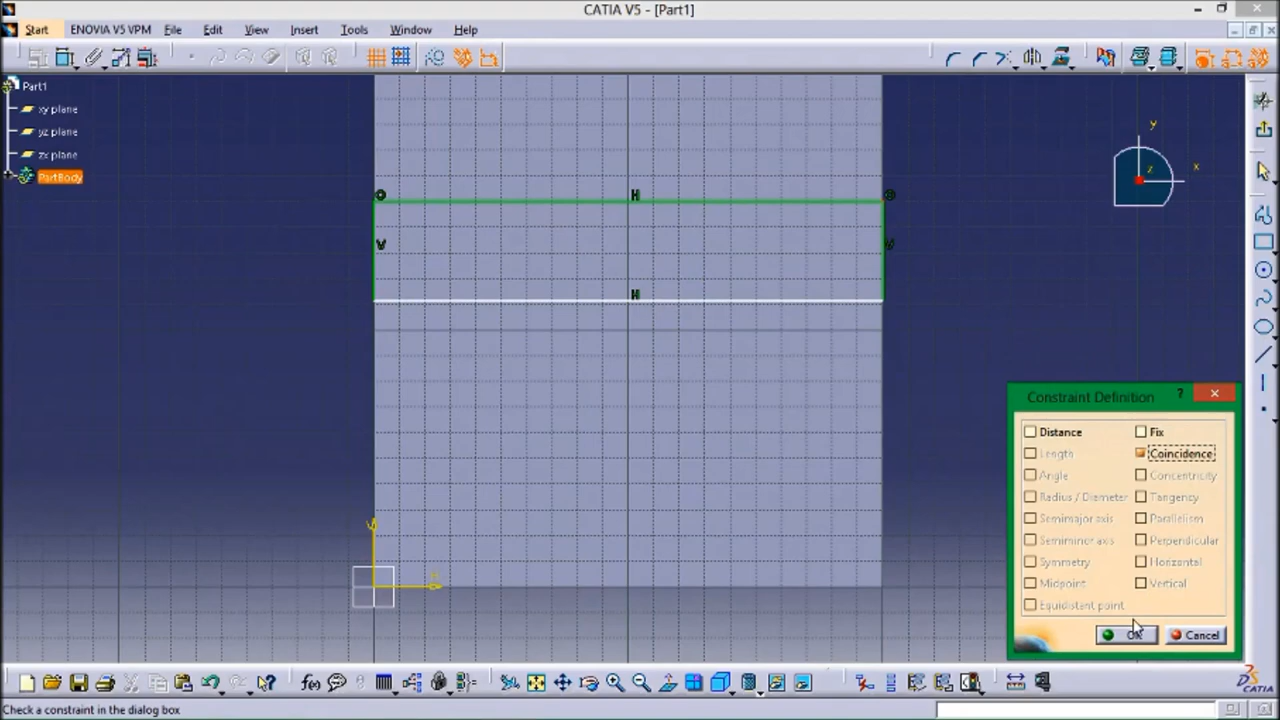 CATIA V5 - [Part1]
Start ENOVIA V5 VPM File Edit View Insert Tools Window Help
Part1
xy plane
yz plane
zx plane
PartBody
y
x
z
H
V
H
Constraint Definition ?
Distance Fix
Length Coincidence
Angle Concentricity
Radius / Diameter Tangency
Semimajor axis Parallelism
Semiminor axis Perpendicular
Symmetry Horizontal
Midpoint Vertical
Equidistant point
OK Cancel
V
H
f(x)
CATIA
Check a constraint in the dialog box